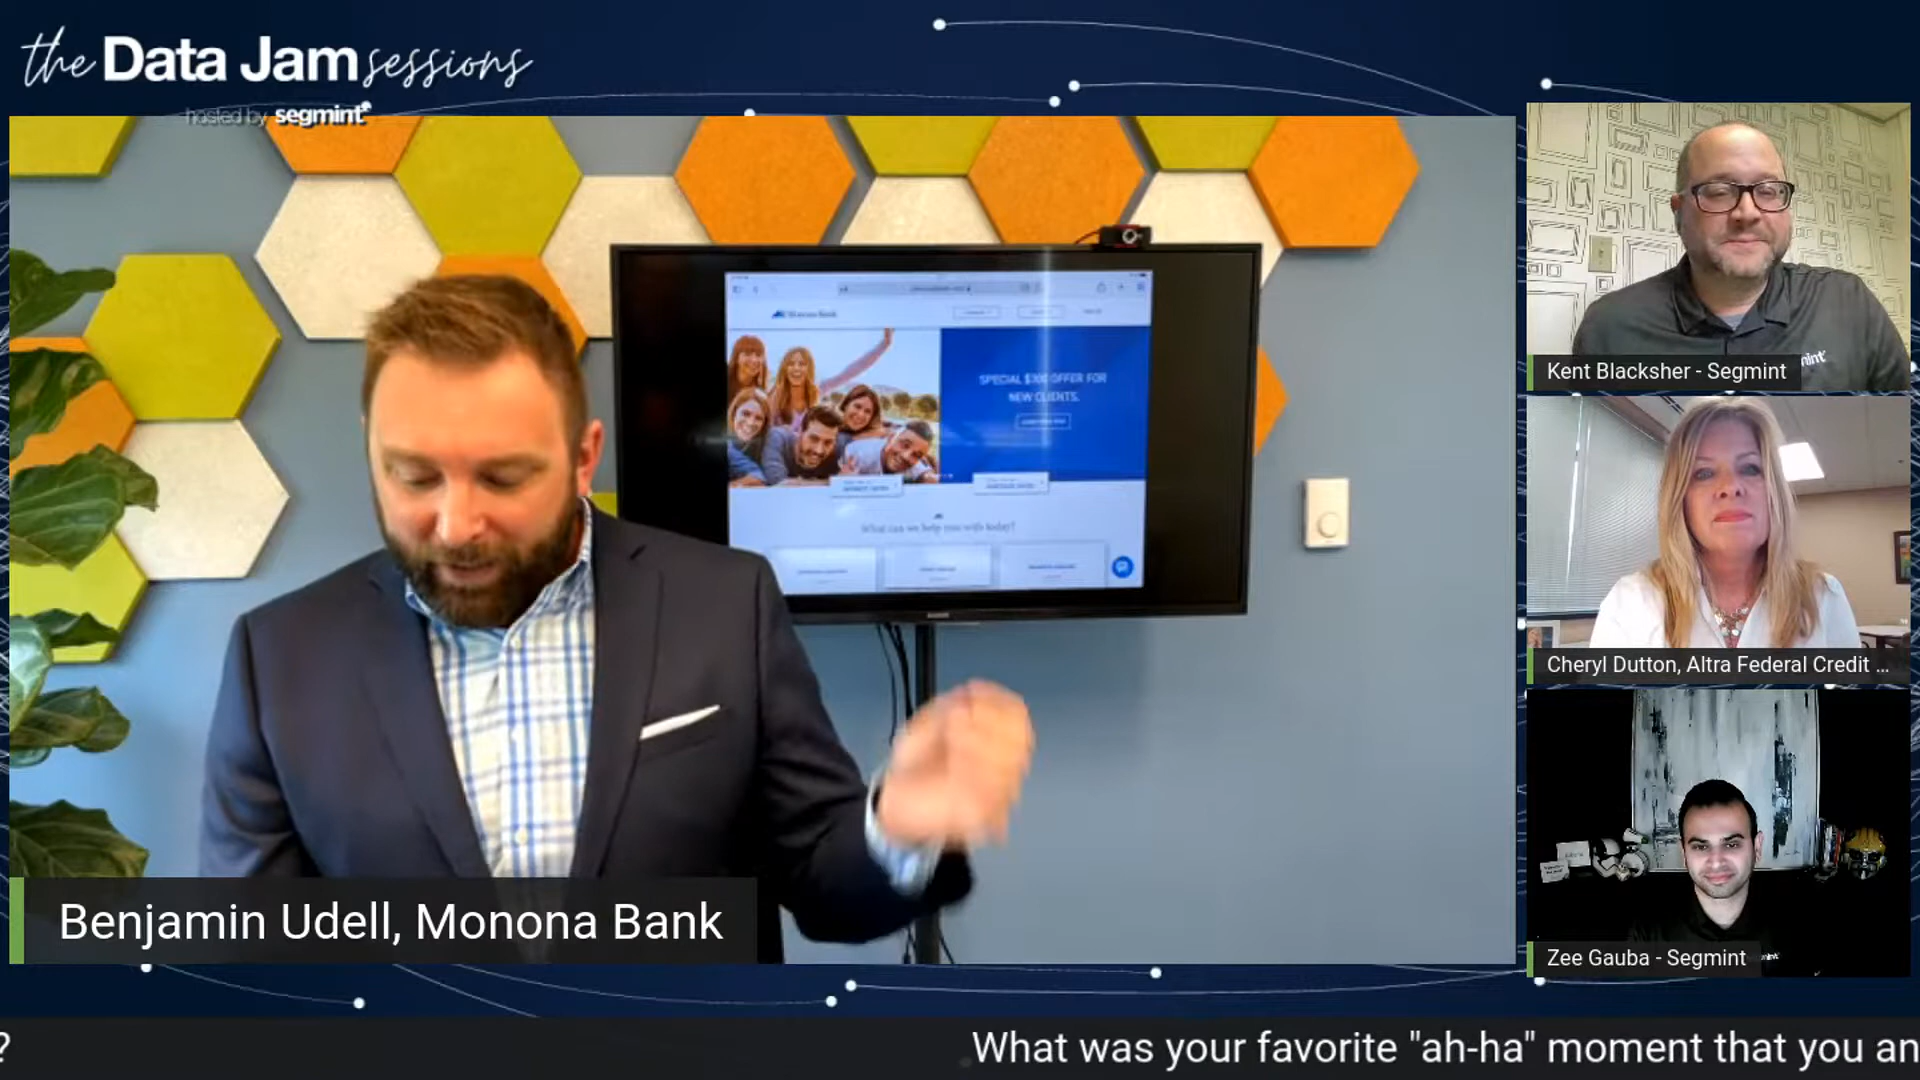 the Data Jam sessions
hosted by segmint
Monona Bank
SPECIAL $300 OFFER FOR
NEW CLIENTS.
What can we help you with today?
Kent Blacksher - Segmint
Cheryl Dutton, Altra Federal Credit ...
Benjamin Udell, Monona Bank
Zee Gauba - Segmint
? What was your favorite "ah-ha" moment that you an